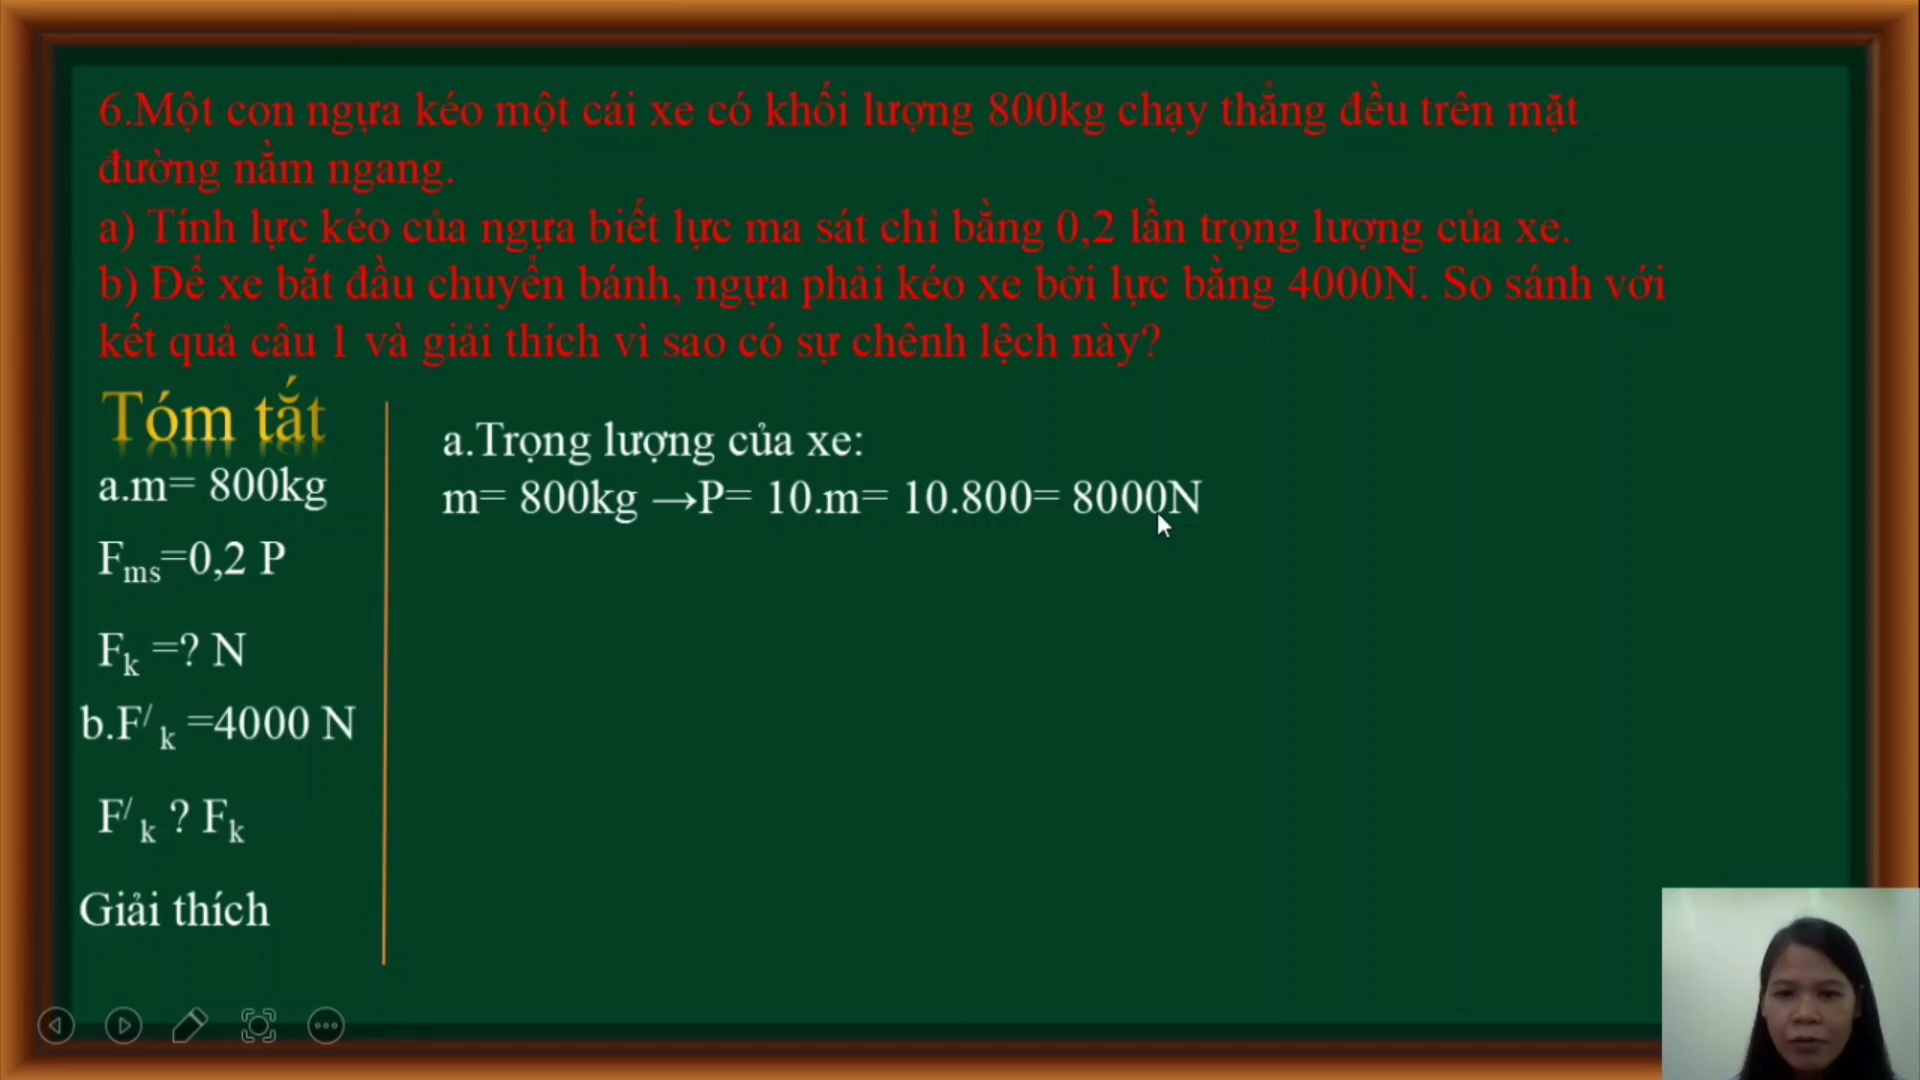 6.Một con ngựa kéo một cái xe có khối lượng 800kg chạy thẳng đều trên mặt
đường nằm ngang.
a) Tính lực kéo của ngựa biết lực ma sát chỉ bằng 0,2 lần trọng lượng của xe.
b) Để xe bắt đầu chuyển bánh, ngựa phải kéo xe bởi lực bằng 4000N. So sánh với
kết quả câu 1 và giải thích vì sao có sự chênh lệch này?
Tóm tắt
a.m= 800kg
Fms=0,2 P
Fk =? N
b.F/k =4000 N
F/k ? Fk
Giải thích
a.Trọng lượng của xe:
m= 800kg →P= 10.m= 10.800= 8000N